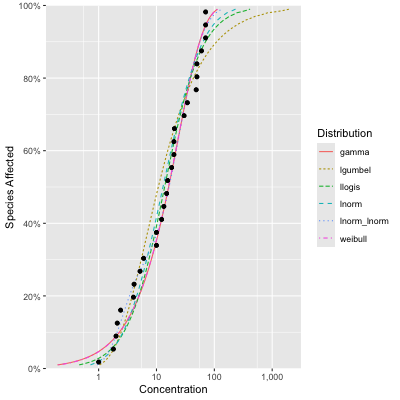 100%
80%
60%
40%
20%
0%
Species Affected
1
10
100
1,000
Concentration
Distribution
gamma
lgumbel
llogis
lnorm
lnorm_lnorm
weibull